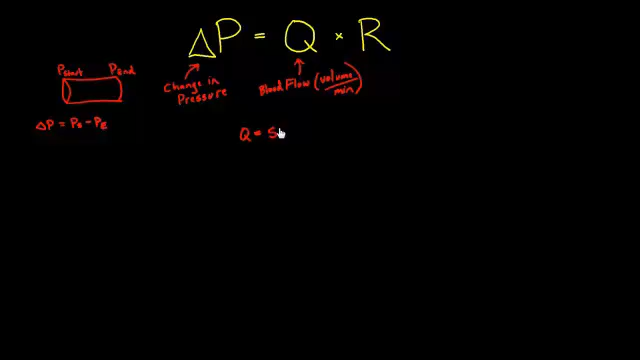 ΔP = Q × R
Pstart Pend
Change in Pressure
Blood Flow (volume/min)
ΔP = Ps - PE
Q = S